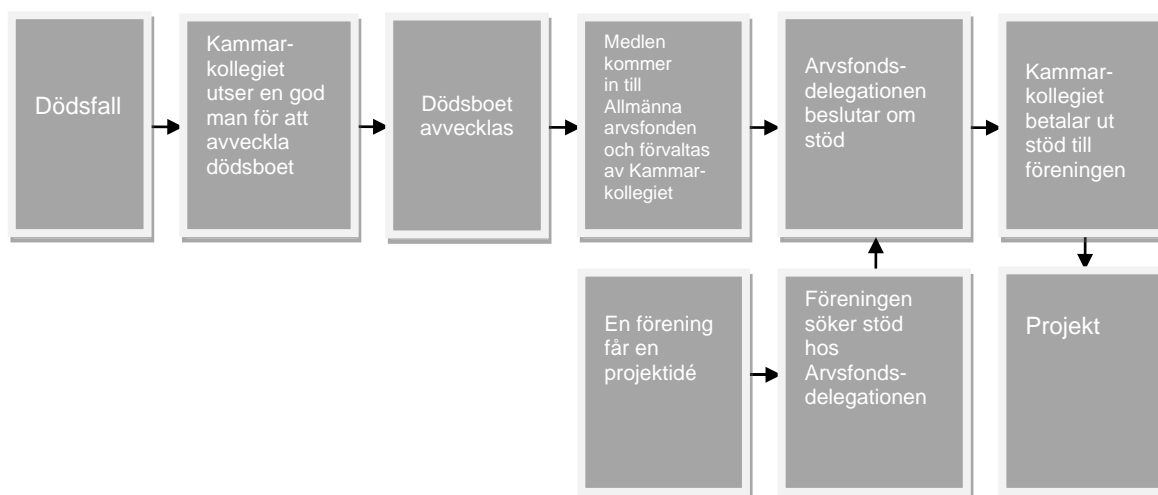 Dödsfall
Kammar-
kollegiet
utser en god
man för att
avveckla
dödsboet
Dödsboet
avvecklas
Medlen
kommer
in till
Allmänna
arvsfonden
och förvaltas
av Kammar-
kollegiet
Arvsfonds-
delegationen
beslutar om
stöd
Kammar-
kollegiet
betalar ut
stöd till
föreningen
En förening
får en
projektidé
Föreningen
söker stöd
hos
Arvsfonds-
delegationen
Projekt